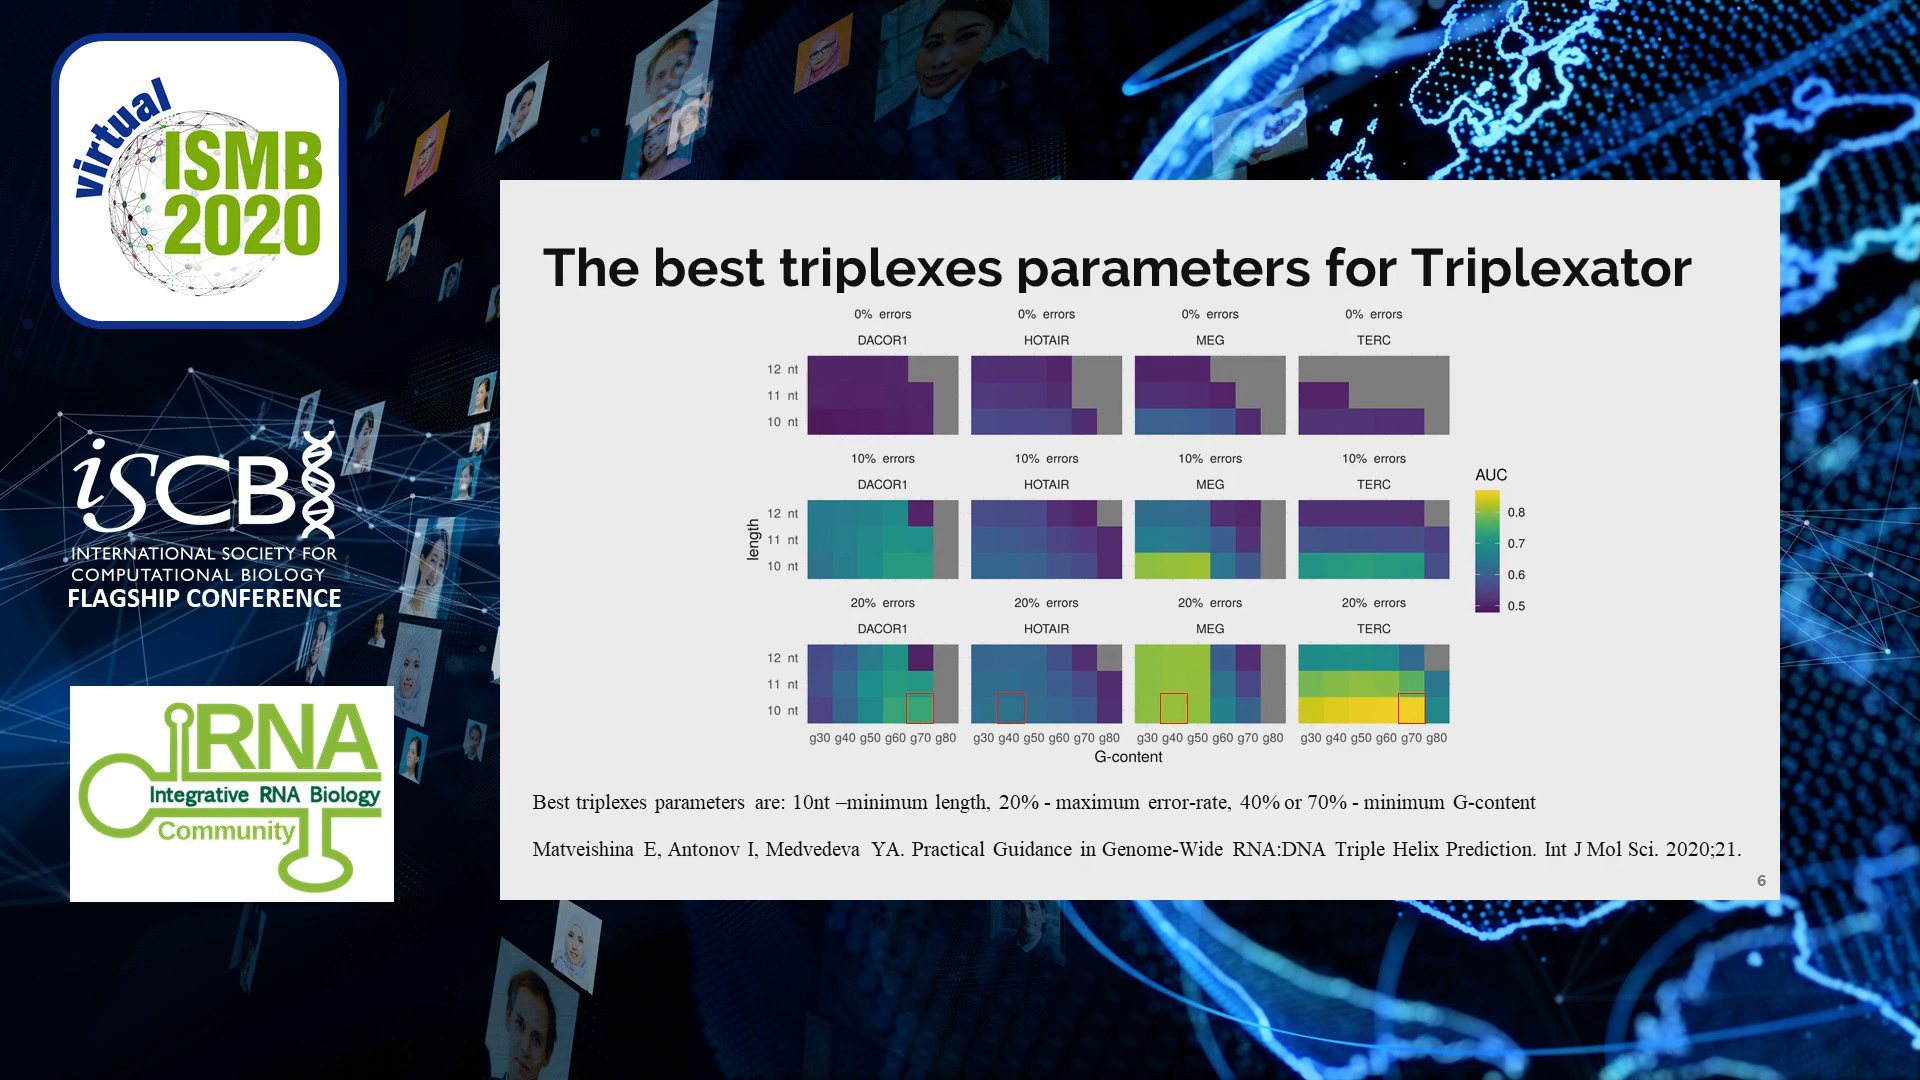 virtual
ISMB
2020
iSCB
INTERNATIONAL SOCIETY FOR
COMPUTATIONAL BIOLOGY
FLAGSHIP CONFERENCE
iRNA
Integrative RNA Biology
Community
The best triplexes parameters for Triplexator
0% errors 0% errors 0% errors 0% errors
DACOR1 HOTAIR MEG TERC
12 nt
11 nt
10 nt
10% errors 10% errors 10% errors 10% errors
DACOR1 HOTAIR MEG TERC
12 nt
11 nt
10 nt
length
20% errors 20% errors 20% errors 20% errors
DACOR1 HOTAIR MEG TERC
12 nt
11 nt
10 nt
g30 g40 g50 g60 g70 g80 g30 g40 g50 g60 g70 g80 g30 g40 g50 g60 g70 g80 g30 g40 g50 g60 g70 g80
G-content
AUC
0.8
0.7
0.6
0.5
Best triplexes parameters are: 10nt –minimum length, 20% - maximum error-rate, 40% or 70% - minimum G-content
Matveishina E, Antonov I, Medvedeva YA. Practical Guidance in Genome-Wide RNA:DNA Triple Helix Prediction. Int J Mol Sci. 2020;21.
6